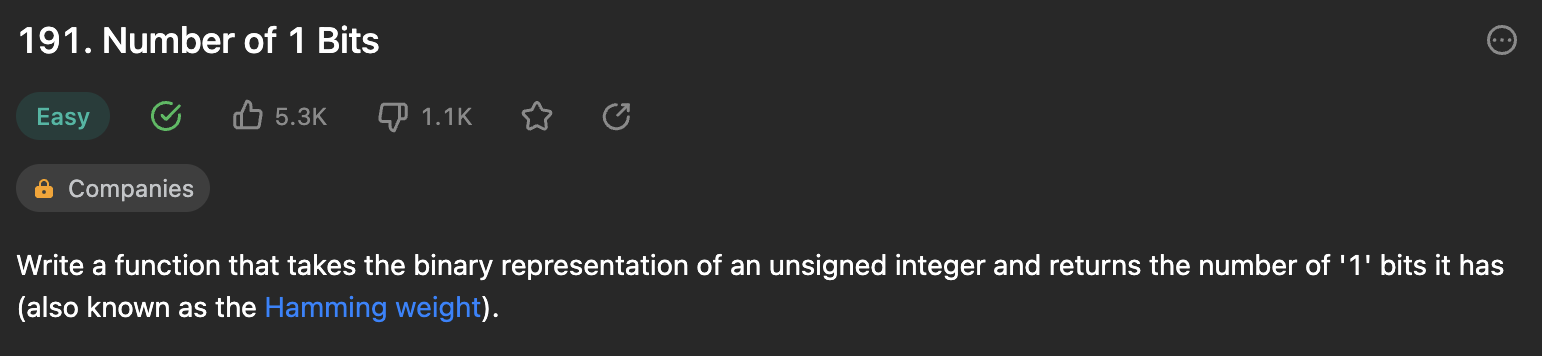 191. Number of 1 Bits
Easy 5.3K 1.1K
Companies
Write a function that takes the binary representation of an unsigned integer and returns the number of '1' bits it has
(also known as the Hamming weight).